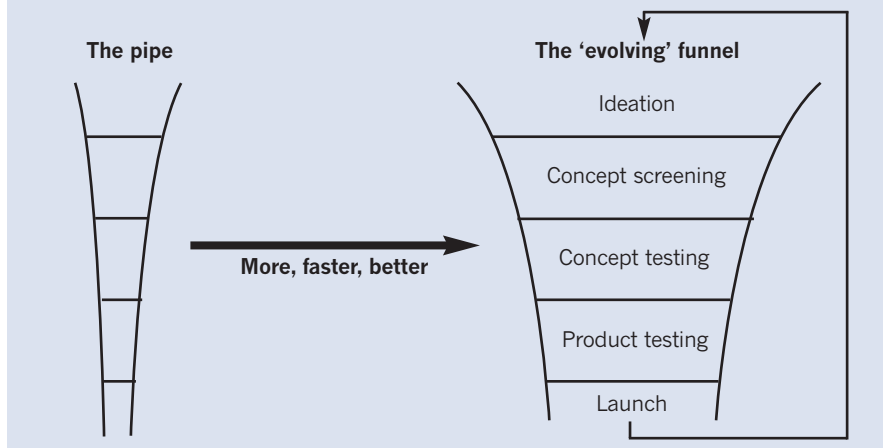 The pipe
The ‘evolving’ funnel
Ideation
Concept screening
Concept testing
More, faster, better
Product testing
Launch